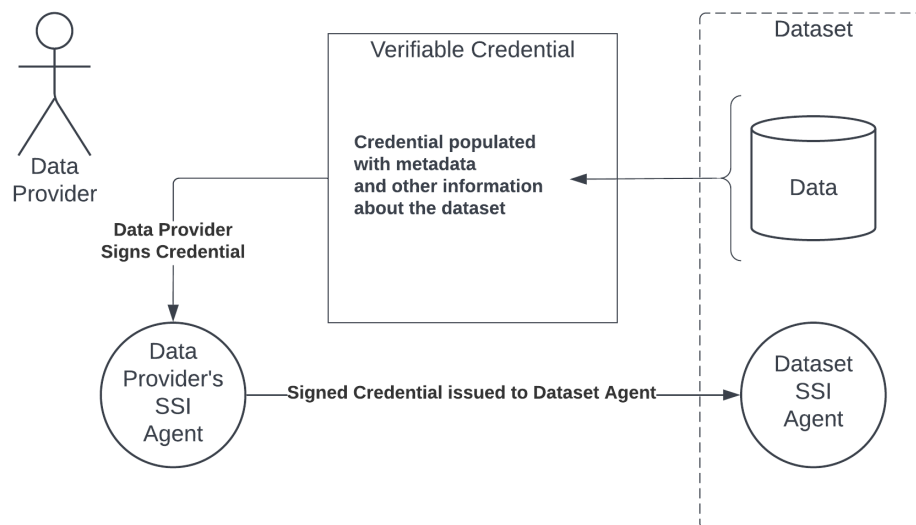 Dataset
Verifiable Credential
Credential populated
with metadata
and other information
about the dataset
Data
Provider
Data
Data Provider
Signs Credential
Data
Provider's
SSI
Agent
Signed Credential issued to Dataset Agent
Dataset
SSI
Agent